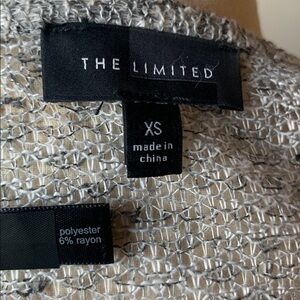 THE LIMITED
XS
made in
china
polyester
6% rayon